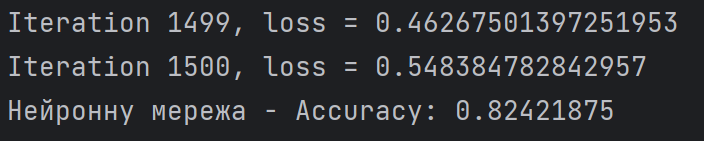 Iteration 1499, loss = 0.46267501397251953
Iteration 1500, loss = 0.548384782842957
Нейронну мережа - Accuracy: 0.82421875